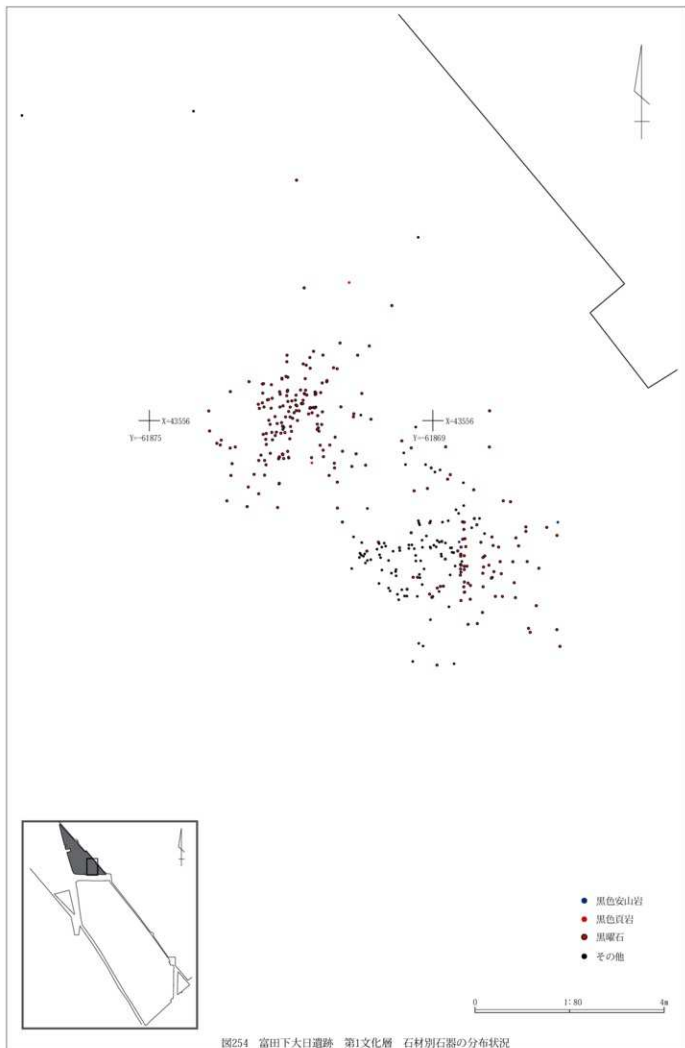 X=43556
Y=-61875
X=43556
Y=-61869
黒色安山岩
黒色頁岩
黒曜石
その他
0 1:80 4m
図254 富田下大日遺跡 第1文化層 石材別石器の分布状況